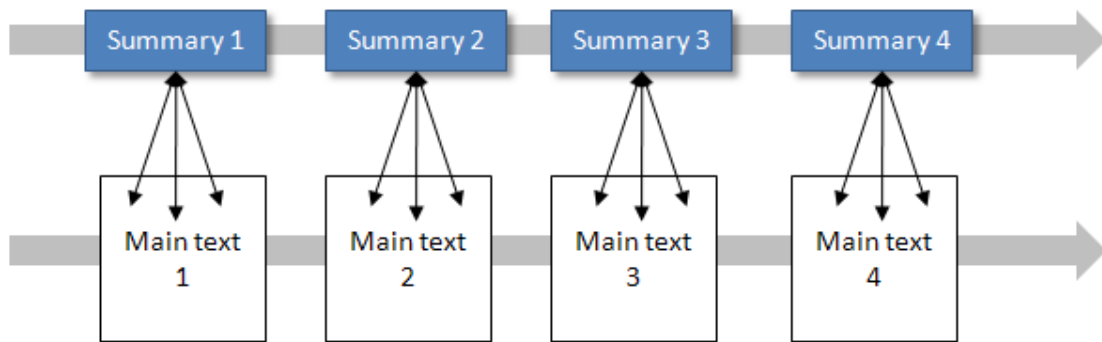 Summary 1
Summary 2
Summary 3
Summary 4
Main text
1
Main text
2
Main text
3
Main text
4